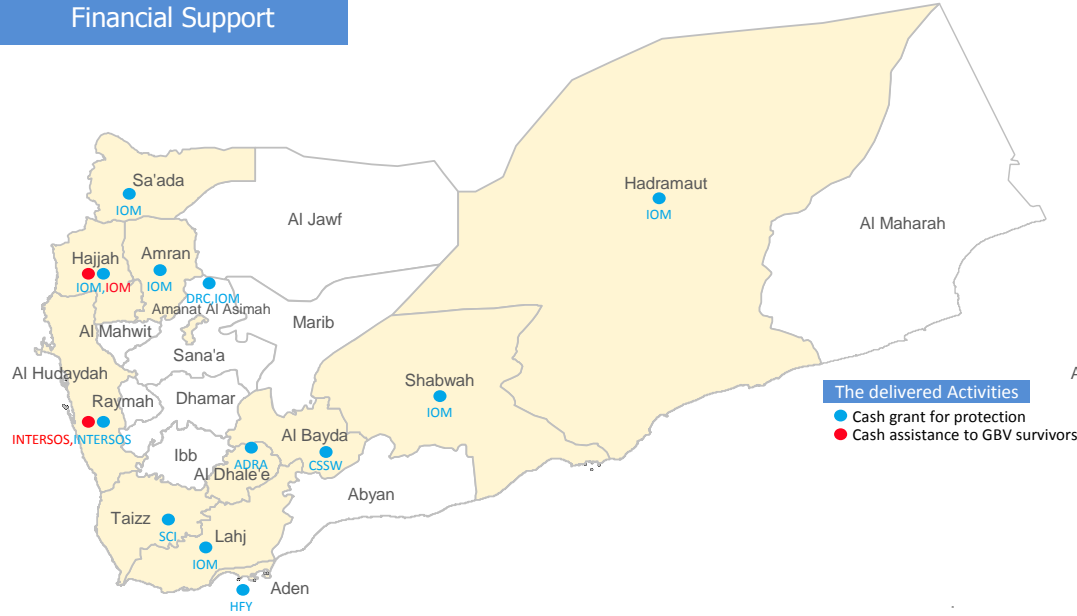 Financial Support
Sa'ada
IOM
Hadramaut
IOM
Al Jawf
Al Maharah
Hajjah
IOM,IOM
Amran
IOM
DRC,IOM
Amanat Al Asimah
Marib
Al Mahwit
Sana'a
Al Hudaydah
Shabwah
IOM
Raymah
Dhamar
The delivered Activities
Cash grant for protection
Cash assistance to GBV survivors
INTERSOS,INTERSOS
Al Bayda
CSSW
Ibb
ADRA
Al Dhale'e
Abyan
Taizz
SCI
Lahj
IOM
Aden
HFY